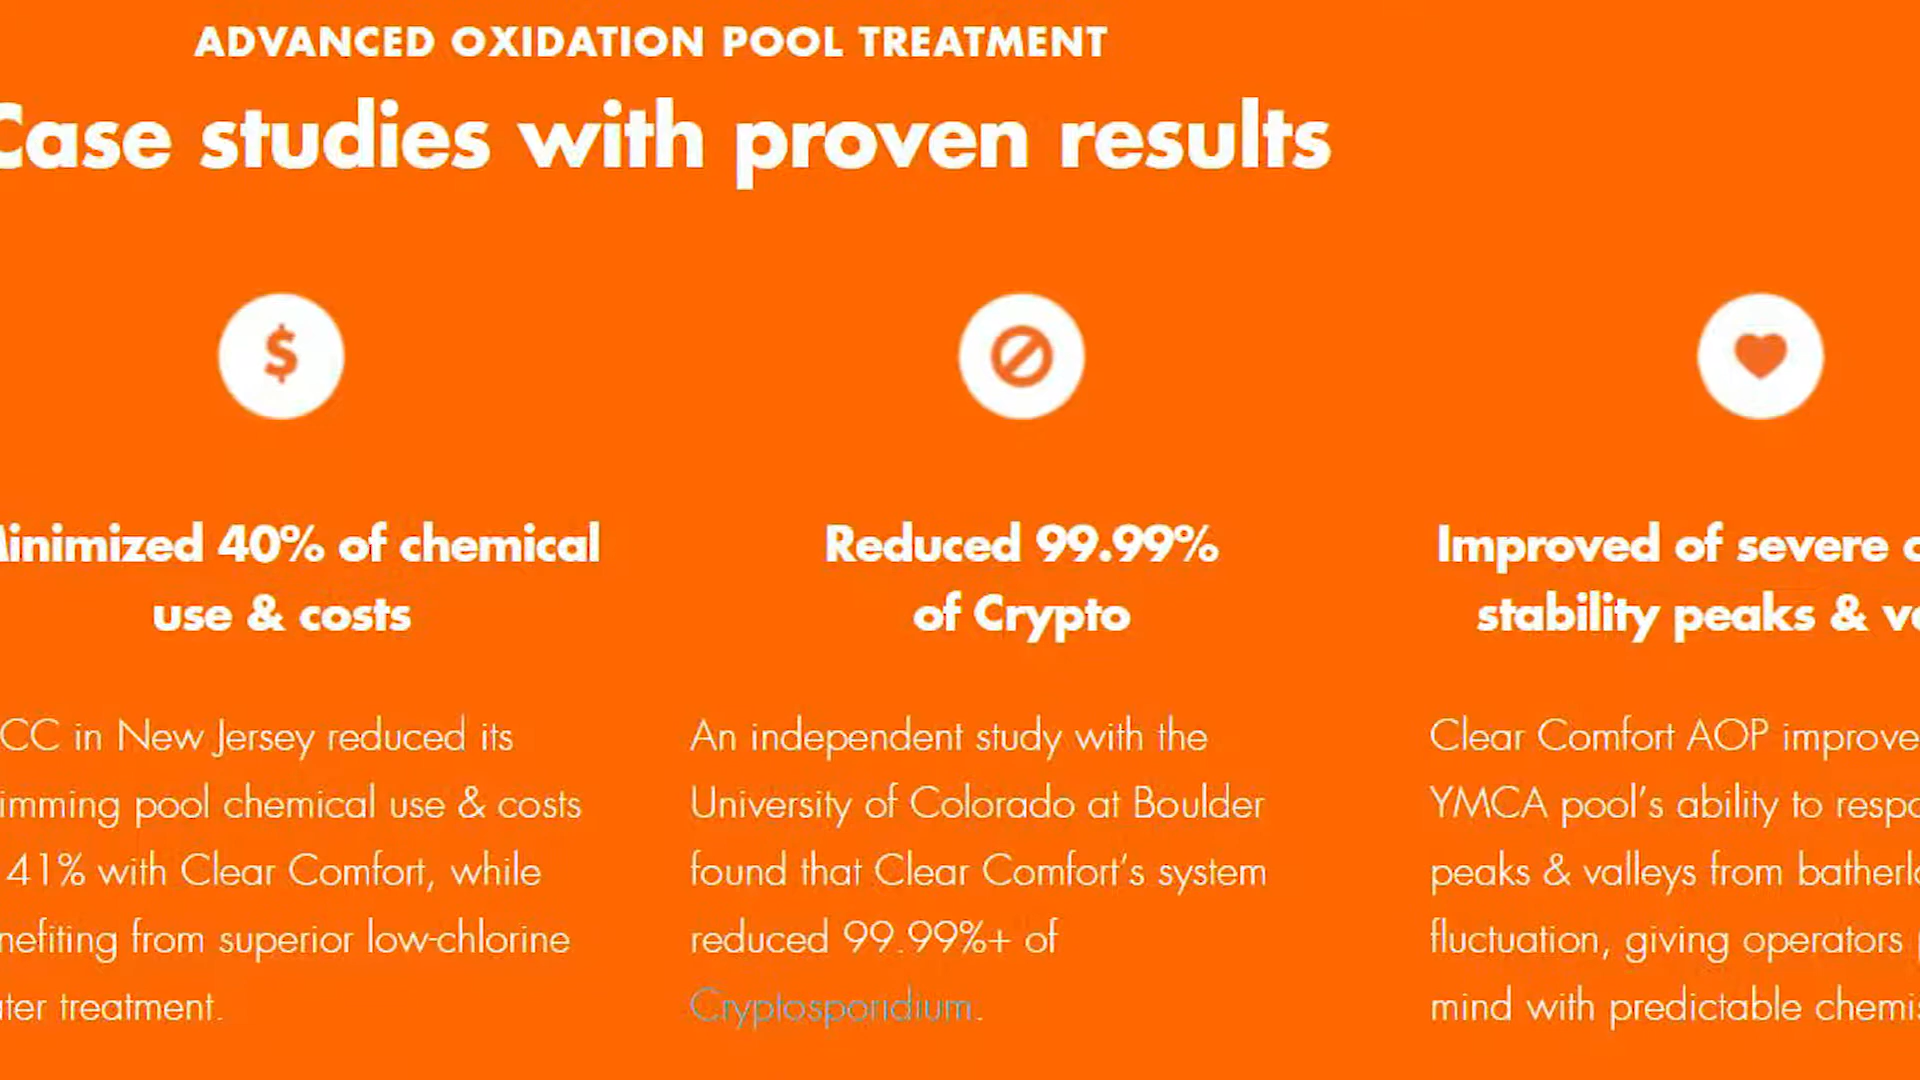 ADVANCED OXIDATION POOL TREATMENT
Case studies with proven results
Minimized 40% of chemical
use & costs
CC in New Jersey reduced its
imming pool chemical use & costs
41% with Clear Comfort, while
nefiting from superior low-chlorine
ter treatment.
Reduced 99.99%
of Crypto
An independent study with the
University of Colorado at Boulder
found that Clear Comfort's system
reduced 99.99%+ of
Cryptosporidium.
Improved of severe
stability peaks & v
Clear Comfort AOP improve
YMCA pool's ability to resp
peaks & valleys from batherl
fluctuation, giving operators
mind with predictable chemi